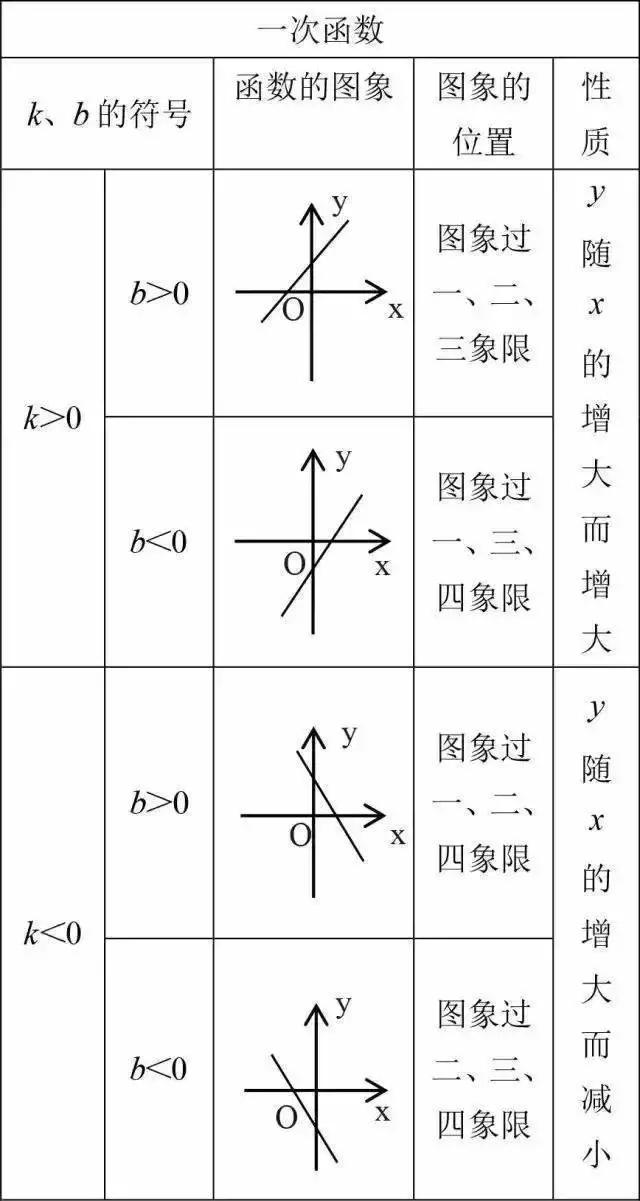 一次函数
k、b的符号
函数的图象
图象的
位置
性
质
k>0
b>0
y
O
x
图象过
一、二、
三象限
y
随
x
的
增
大
而
增
大
b<0
y
O
x
图象过
一、三、
四象限
k<0
b>0
y
O
x
图象过
一、二、
四象限
y
随
x
的
增
大
而
减
小
b<0
y
O
x
图象过
二、三、
四象限